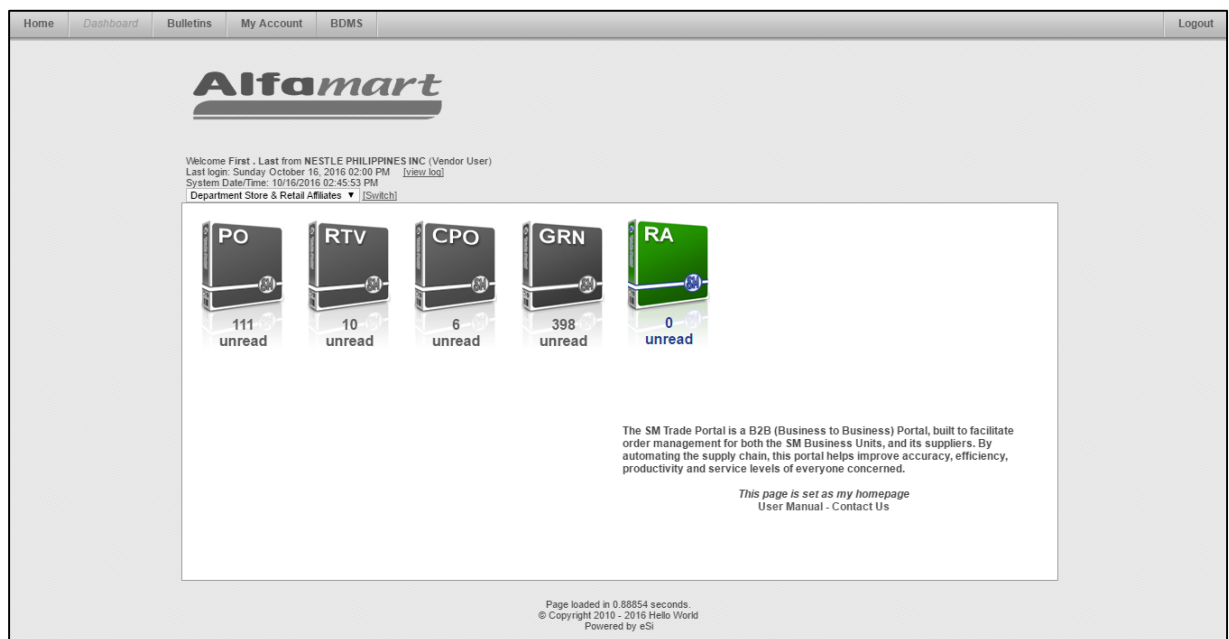 Home Dashboard Bulletins My Account BDMS Logout
Alfamart
Welcome First . Last from NESTLE PHILIPPINES INC (Vendor User)
Last login: Sunday October 16, 2016 02:00 PM [view log]
System Date/Time: 10/16/2016 02:45:53 PM
Department Store & Retail Affiliates ▼ [Switch]
PO RTV CPO GRN RA
SM SM SM SM SM
111 10 6 398 0
unread unread unread unread unread
The SM Trade Portal is a B2B (Business to Business) Portal, built to facilitate
order management for both the SM Business Units, and its suppliers. By
automating the supply chain, this portal helps improve accuracy, efficiency,
productivity and service levels of everyone concerned.
This page is set as my homepage
User Manual - Contact Us
Page loaded in 0.88854 seconds.
© Copyright 2010 - 2016 Hello World
Powered by eSi